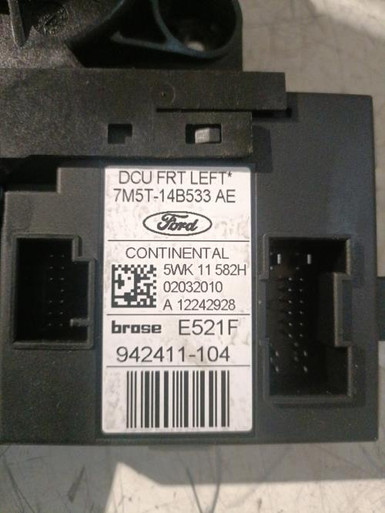 DCU FRT LEFT*
7M5T-14B533 AE
Ford
CONTINENTAL
5WK 11 582H
02032010
A 12242928
brose E521F
942411-104